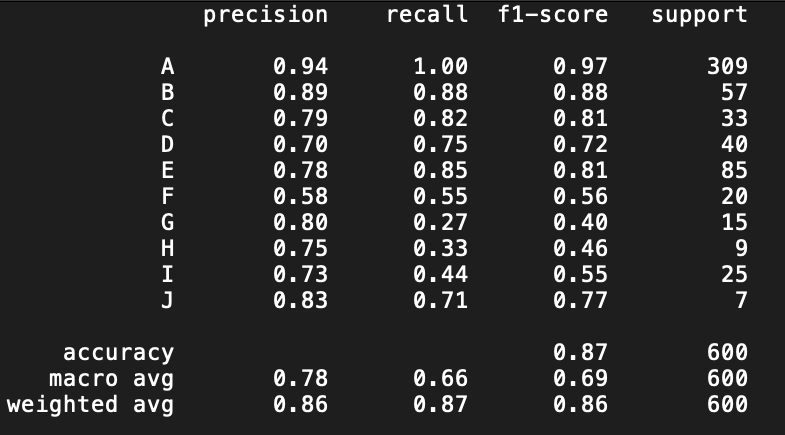 precision recall f1-score support
A 0.94 1.00 0.97 309
B 0.89 0.88 0.88 57
C 0.79 0.82 0.81 33
D 0.70 0.75 0.72 40
E 0.78 0.85 0.81 85
F 0.58 0.55 0.56 20
G 0.80 0.27 0.40 15
H 0.75 0.33 0.46 9
I 0.73 0.44 0.55 25
J 0.83 0.71 0.77 7
accuracy 0.87 600
macro avg 0.78 0.66 0.69 600
weighted avg 0.86 0.87 0.86 600